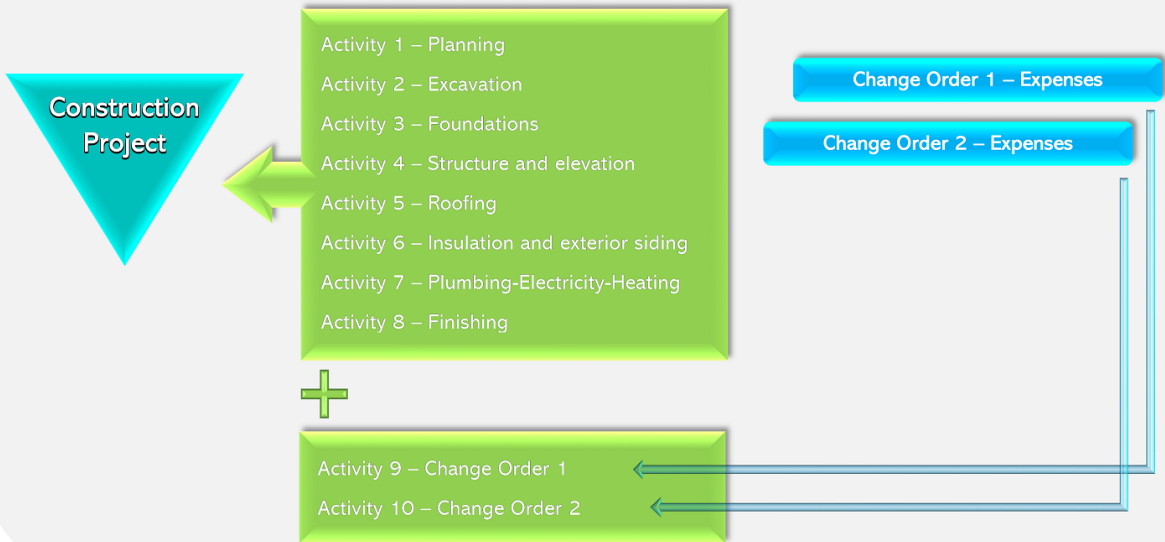 Construction
Project
Activity 1 – Planning
Activity 2 – Excavation
Activity 3 – Foundations
Activity 4 – Structure and elevation
Activity 5 – Roofing
Activity 6 – Insulation and exterior siding
Activity 7 – Plumbing-Electricity-Heating
Activity 8 – Finishing
Change Order 1 – Expenses
Change Order 2 – Expenses
Activity 9 – Change Order 1
Activity 10 – Change Order 2